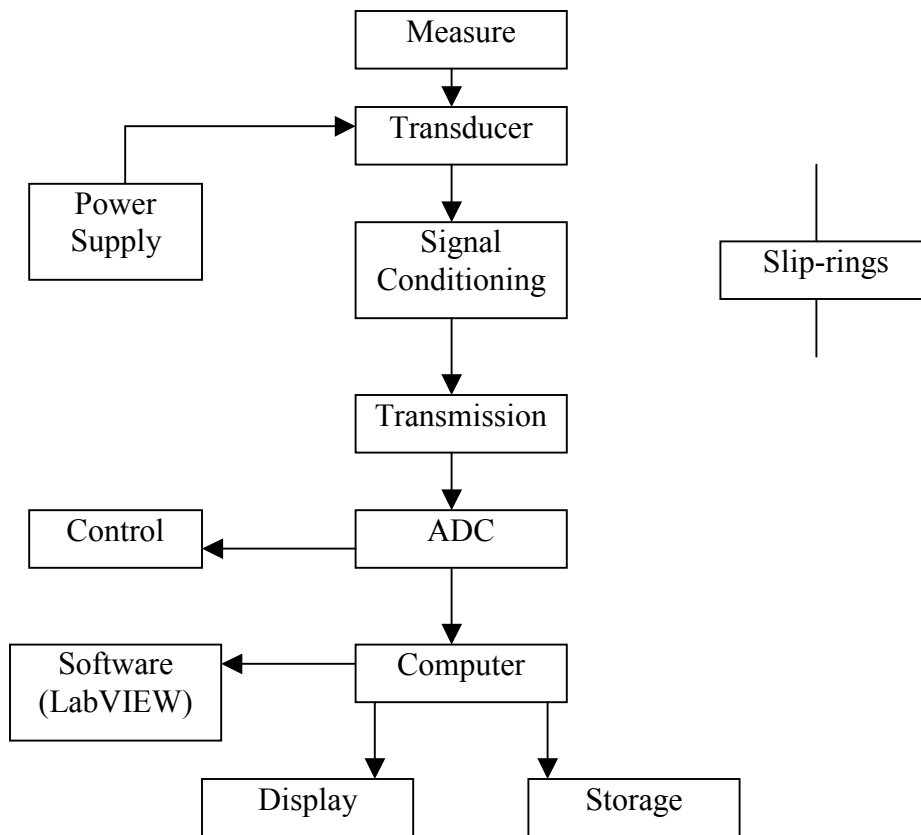 Measure
Transducer
Power
Supply
Signal
Conditioning
Slip-rings
Transmission
Control
ADC
Software
(LabVIEW)
Computer
Display
Storage